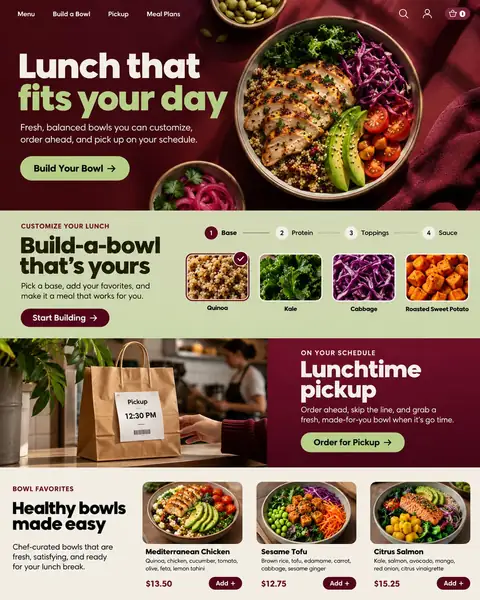 Menu
Build a Bowl
Pickup
Meal Plans
0
Lunch that
fits your day
Fresh, balanced bowls you can customize,
order ahead, and pick up on your schedule.
Build Your Bowl →
CUSTOMIZE YOUR LUNCH
Build-a-bowl
that's yours
Pick a base, add your favorites, and
make it a meal that works for you.
Start Building →
1 Base
2 Protein
3 Toppings
4 Sauce
Quinoa
Kale
Cabbage
Roasted Sweet Potato
Pickup
12:30 PM
ON YOUR SCHEDULE
Lunchtime
pickup
Order ahead, skip the line, and grab a
fresh, made-for-you bowl when it's go time.
Order for Pickup →
BOWL FAVORITES
Healthy bowls
made easy
Chef-curated bowls that are
fresh, satisfying, and ready
for your lunch break.
Mediterranean Chicken
Quinoa, chicken, cucumber, tomato,
olive, feta, lemon tahini
$13.50
Add +
Sesame Tofu
Brown rice, tofu, edamame, carrot,
cabbage, sesame ginger
$12.75
Add +
Citrus Salmon
Kale, salmon, avocado, mango,
red onion, citrus vinaigrette
$15.25
Add +